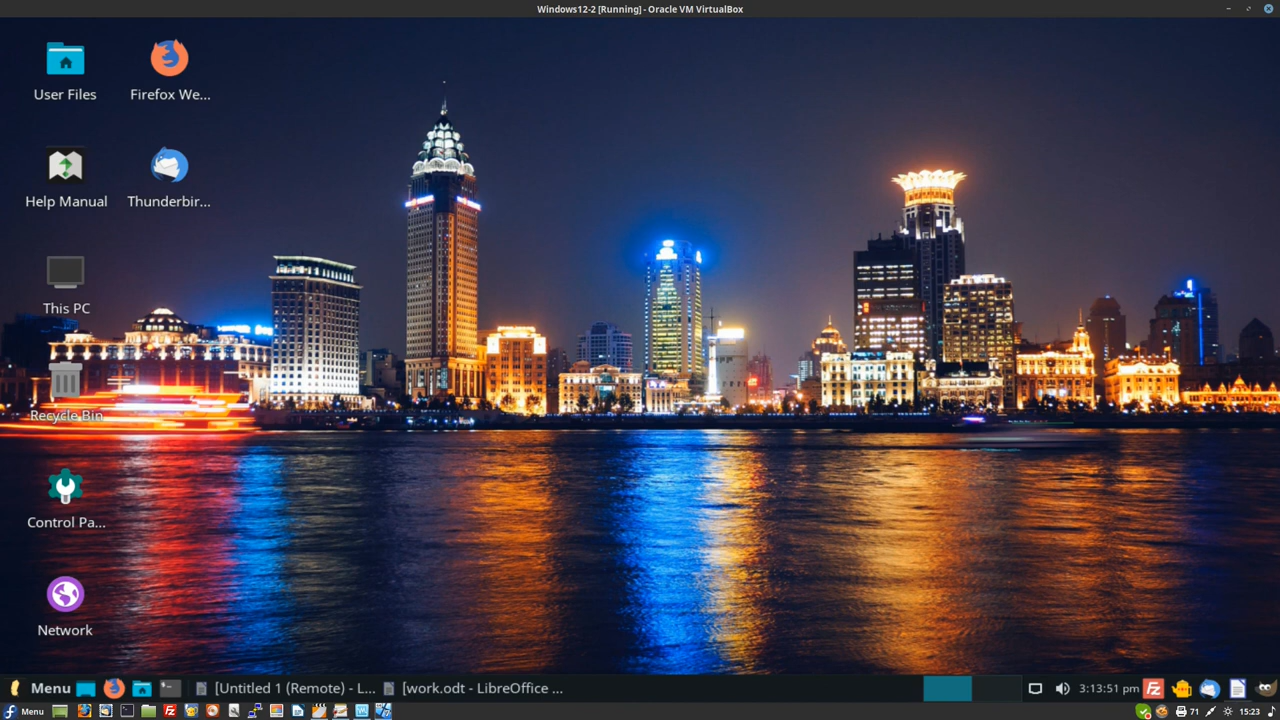 Windows12-2 [Running] - Oracle VM VirtualBox
User Files
Firefox We...
Help Manual
Thunderbir...
This PC
Recycle Bin
Control Pa...
Network
Menu
[Untitled 1 (Remote) - L...
[work.odt - LibreOffice ...
3:13:51 pm
Menu
71
15:23